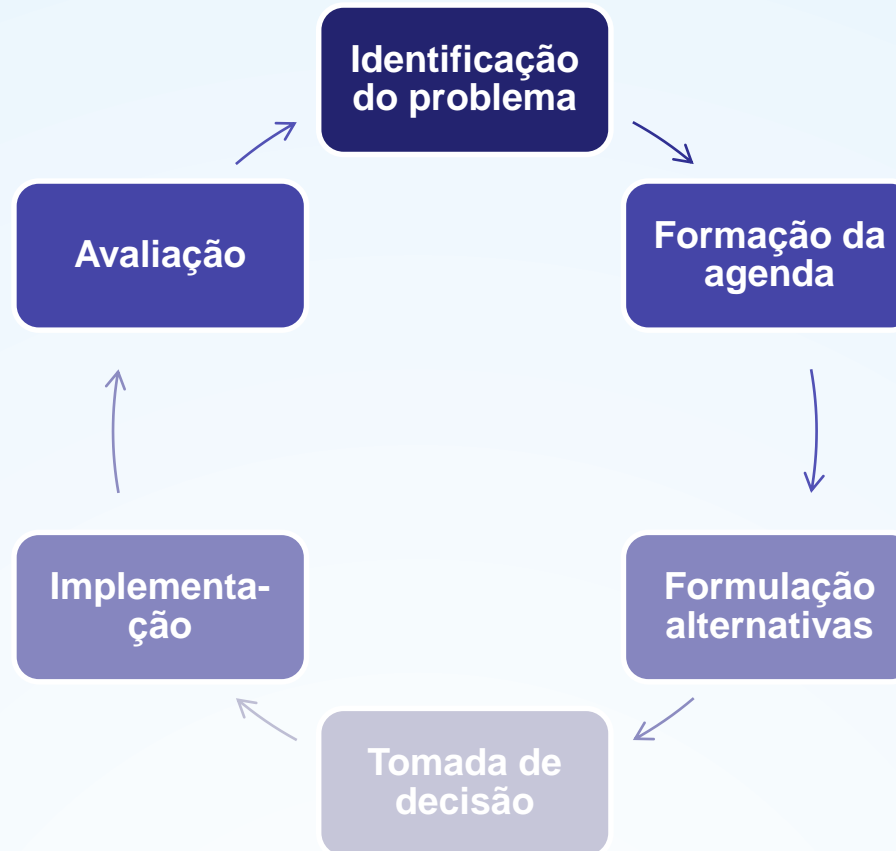 Identificação
do problema
Formação da
agenda
Formulação
alternativas
Tomada de
decisão
Implementa-
ção
Avaliação